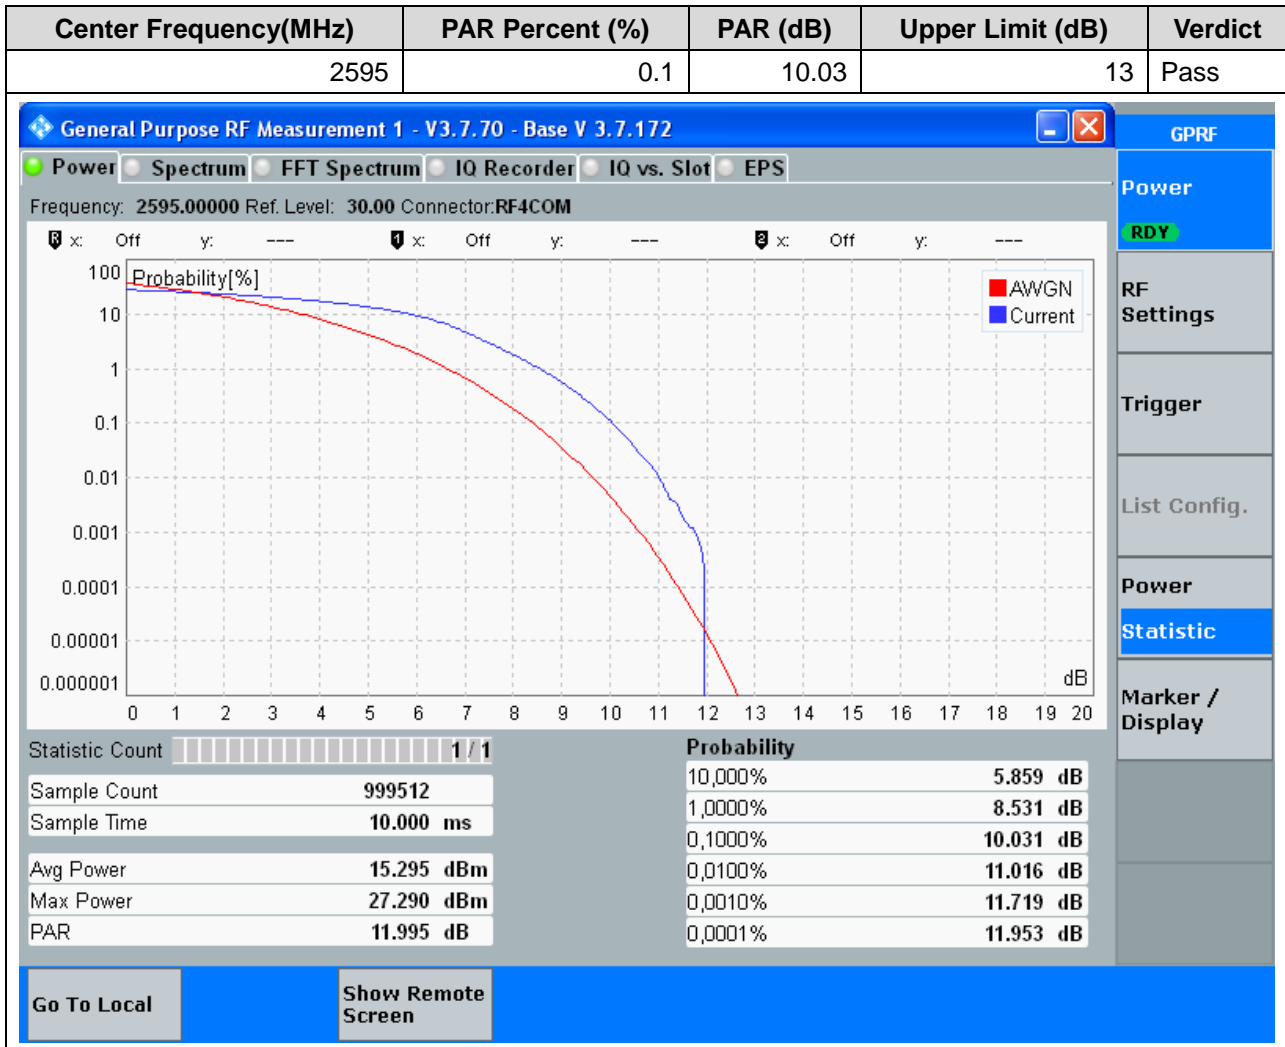 Center Frequency(MHz) PAR Percent (%) PAR (dB) Upper Limit (dB) Verdict
2595 0.1 10.03 13 Pass
General Purpose RF Measurement 1 - V3.7.70 - Base V 3.7.172
GPRF
Power Spectrum FFT Spectrum IQ Recorder IQ vs. Slot EPS
Power
RDY
Frequency: 2595.00000 Ref. Level: 30.00 Connector:RF4COM
R x: Off y: --- 1 x: Off y: --- 2 x: Off y: ---
Probability[%]
AWGN
Current
100
10
1
0.1
0.01
0.001
0.0001
0.00001
0.000001
dB
0 1 2 3 4 5 6 7 8 9 10 11 12 13 14 15 16 17 18 19 20
RF
Settings
Trigger
List Config.
Power
Statistic
Marker /
Display
Statistic Count 1 / 1
Sample Count 999512
Sample Time 10.000 ms
Avg Power 15.295 dBm
Max Power 27.290 dBm
PAR 11.995 dB
Probability
10,000% 5.859 dB
1,0000% 8.531 dB
0,1000% 10.031 dB
0,0100% 11.016 dB
0,0010% 11.719 dB
0,0001% 11.953 dB
Go To Local
Show Remote
Screen